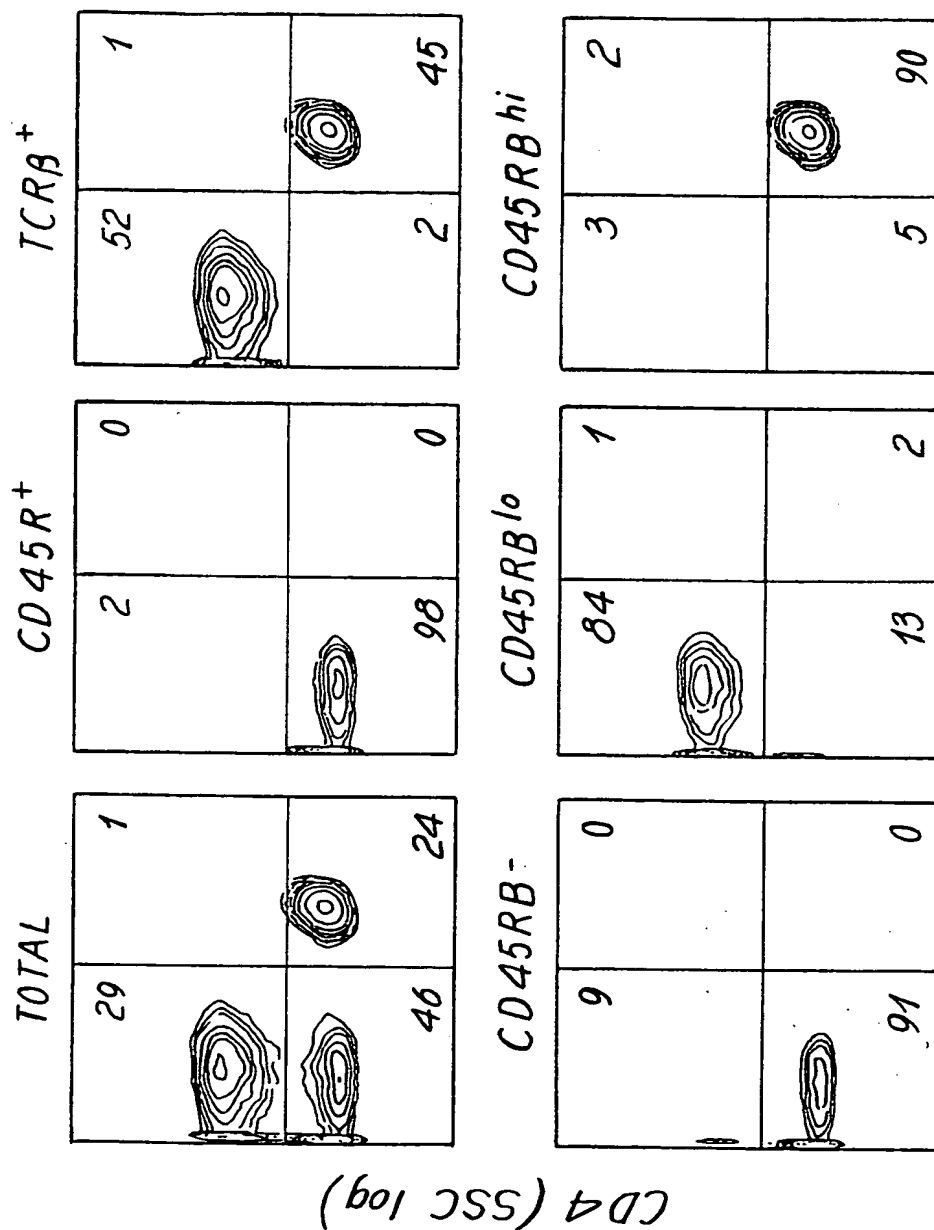 TOTAL CD45R+ TCRβ+
29 1 2 0 52 1
46 24 98 0 2 45
CD45RB- CD45RB lo CD45RB hi
9 0 84 1 3 2
91 0 13 2 5 90
CD4 (SSC log)